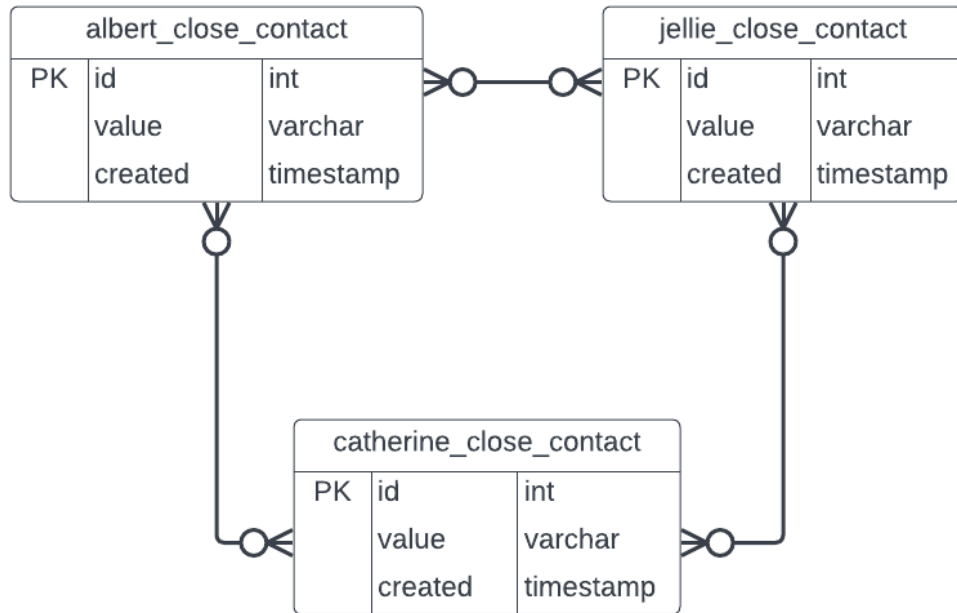 albert_close_contact
PK id int
value varchar
created timestamp
jellie_close_contact
PK id int
value varchar
created timestamp
catherine_close_contact
PK id int
value varchar
created timestamp